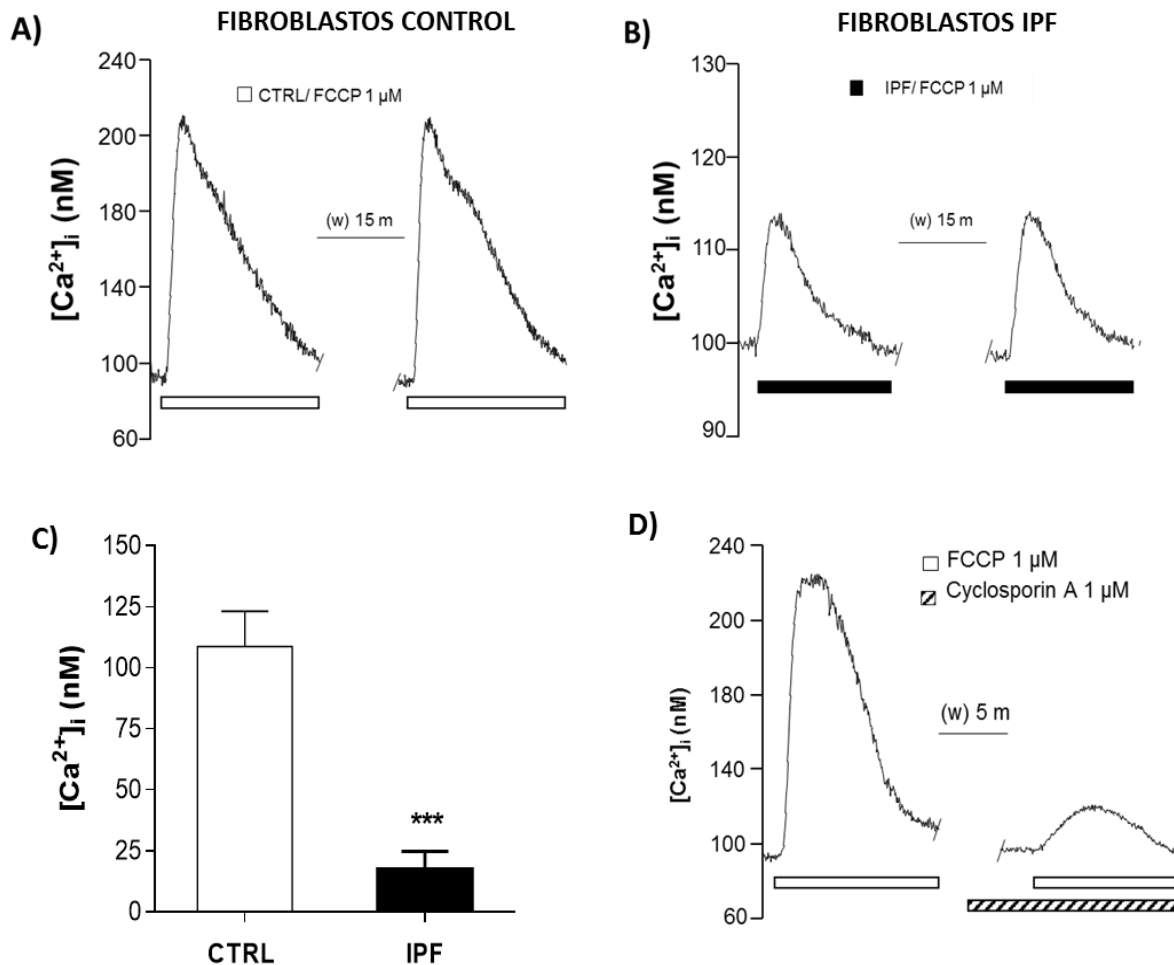 A)
FIBROBLASTOS CONTROL
240
200
180
140
100
60
[Ca²⁺]ᵢ (nM)
CTRL/ FCCP 1 µM
(w) 15 m
B)
FIBROBLASTOS IPF
130
120
110
100
90
[Ca²⁺]ᵢ (nM)
IPF/ FCCP 1 µM
(w) 15 m
C)
150
125
100
75
50
25
0
[Ca²⁺]ᵢ (nM)
***
CTRL
IPF
D)
240
220
180
140
100
60
[Ca²⁺]ᵢ (nM)
FCCP 1 µM
Cyclosporin A 1 µM
(w) 5 m